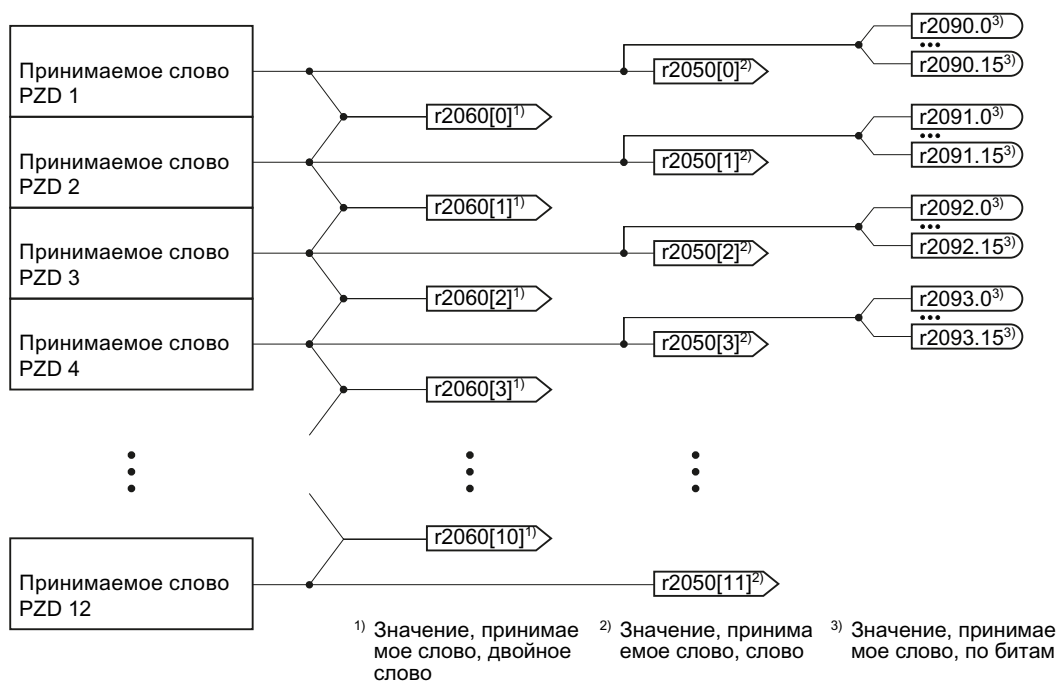 r2090.0³⁾
Принимаемое слово
PZD 1
r2050[0]²⁾
r2090.15³⁾
r2060[0]¹⁾
r2091.0³⁾
Принимаемое слово
PZD 2
r2050[1]²⁾
r2091.15³⁾
r2060[1]¹⁾
r2092.0³⁾
Принимаемое слово
PZD 3
r2050[2]²⁾
r2092.15³⁾
r2060[2]¹⁾
r2093.0³⁾
Принимаемое слово
PZD 4
r2050[3]²⁾
r2093.15³⁾
r2060[3]¹⁾
r2060[10]¹⁾
Принимаемое слово
PZD 12
r2050[11]²⁾
¹⁾ Значение, принимае
мое слово, двойное
слово
²⁾ Значение, принима
емое слово, слово
³⁾ Значение, принимае
мое слово, по битам